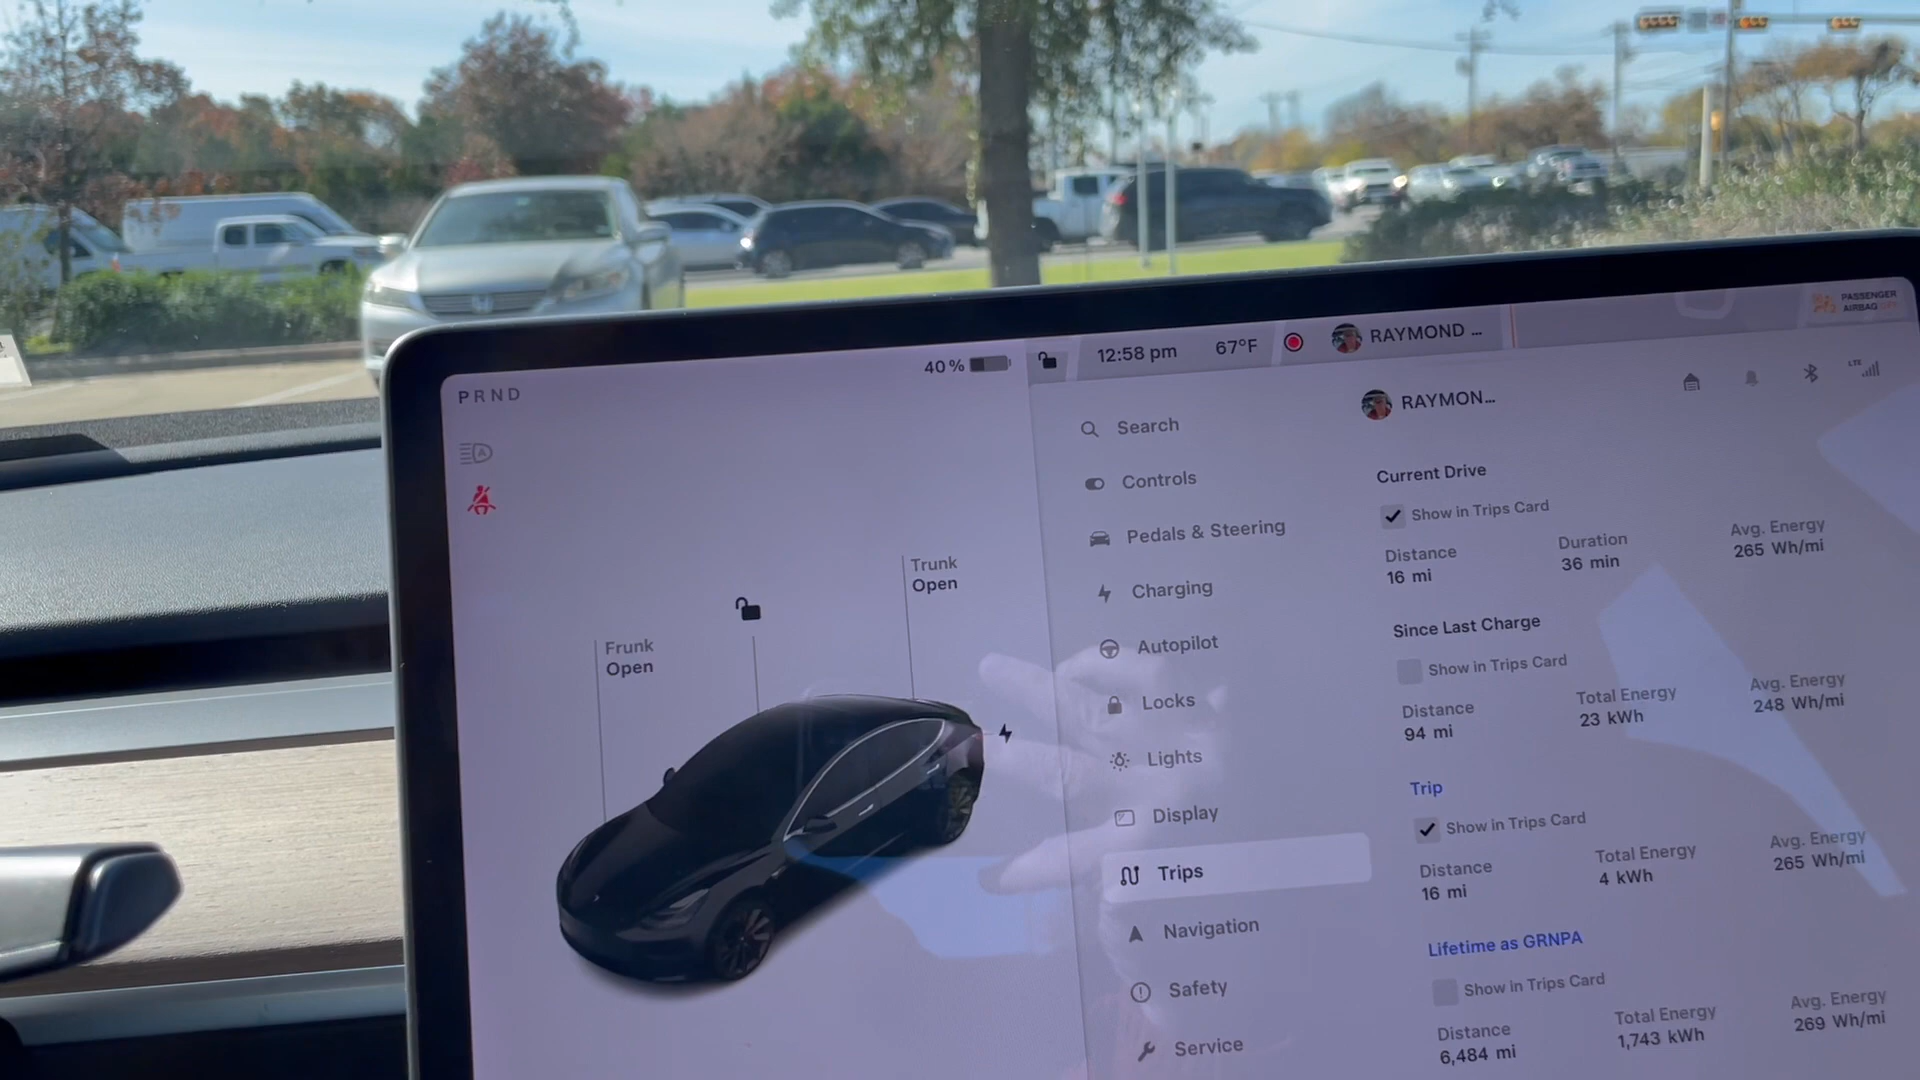 PRND
40 %
12:58 pm
67°F
RAYMOND ...
PASSENGER
AIRBAG OFF
Trunk
Open
Frunk
Open
Search
Controls
Pedals & Steering
Charging
Autopilot
Locks
Lights
Display
Trips
Navigation
Safety
Service
RAYMON...
LTE
Current Drive
Show in Trips Card
Distance
16 mi
Duration
36 min
Avg. Energy
265 Wh/mi
Since Last Charge
Show in Trips Card
Distance
94 mi
Total Energy
23 kWh
Avg. Energy
248 Wh/mi
Trip
Show in Trips Card
Distance
16 mi
Total Energy
4 kWh
Avg. Energy
265 Wh/mi
Lifetime as GRNPA
Show in Trips Card
Distance
6,484 mi
Total Energy
1,743 kWh
Avg. Energy
269 Wh/mi